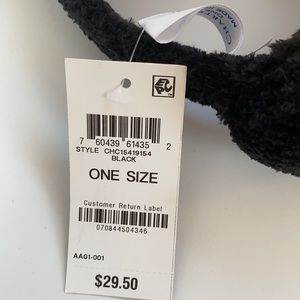 7 60439 61435 2
STYLE CHC15419154
BLACK
ONE SIZE
Customer Return Label
070844504346
AA01-001
$29.50